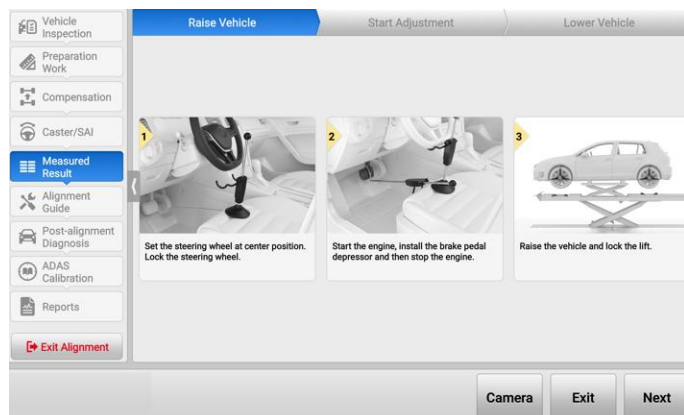 Vehicle
Inspection
Preparation
Work
Compensation
Caster/SAI
Measured
Result
Alignment
Guide
Post-alignment
Diagnosis
ADAS
Calibration
Reports
Exit Alignment
Raise Vehicle
Start Adjustment
Lower Vehicle
1
Set the steering wheel at center position.
Lock the steering wheel.
2
Start the engine, install the brake pedal
depressor and then stop the engine.
3
Raise the vehicle and lock the lift.
Camera
Exit
Next